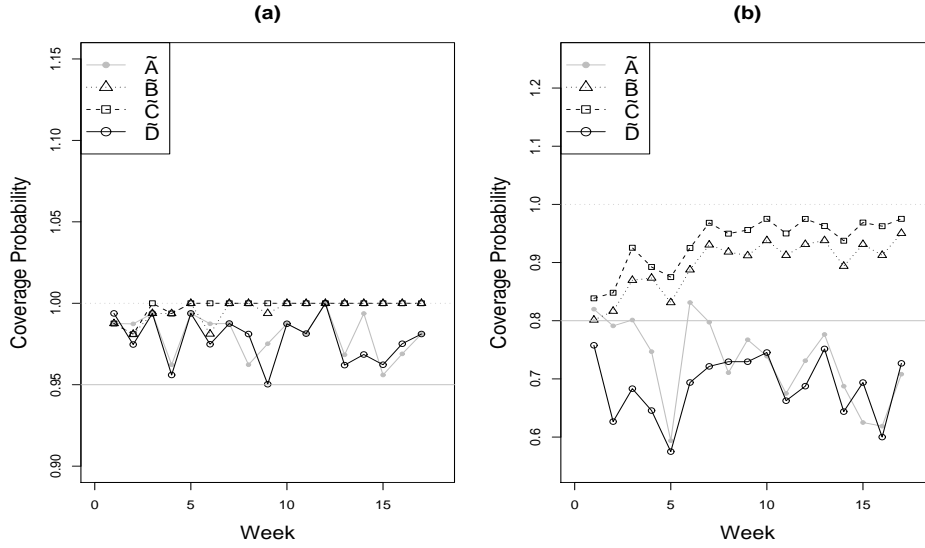 (a)
Ã
B̃
C̃
D̃
Coverage Probability
1.15
1.10
1.05
1.00
0.95
0.90
0
5
10
15
Week
(b)
Ã
B̃
C̃
D̃
Coverage Probability
1.2
1.1
1.0
0.9
0.8
0.7
0.6
0
5
10
15
Week